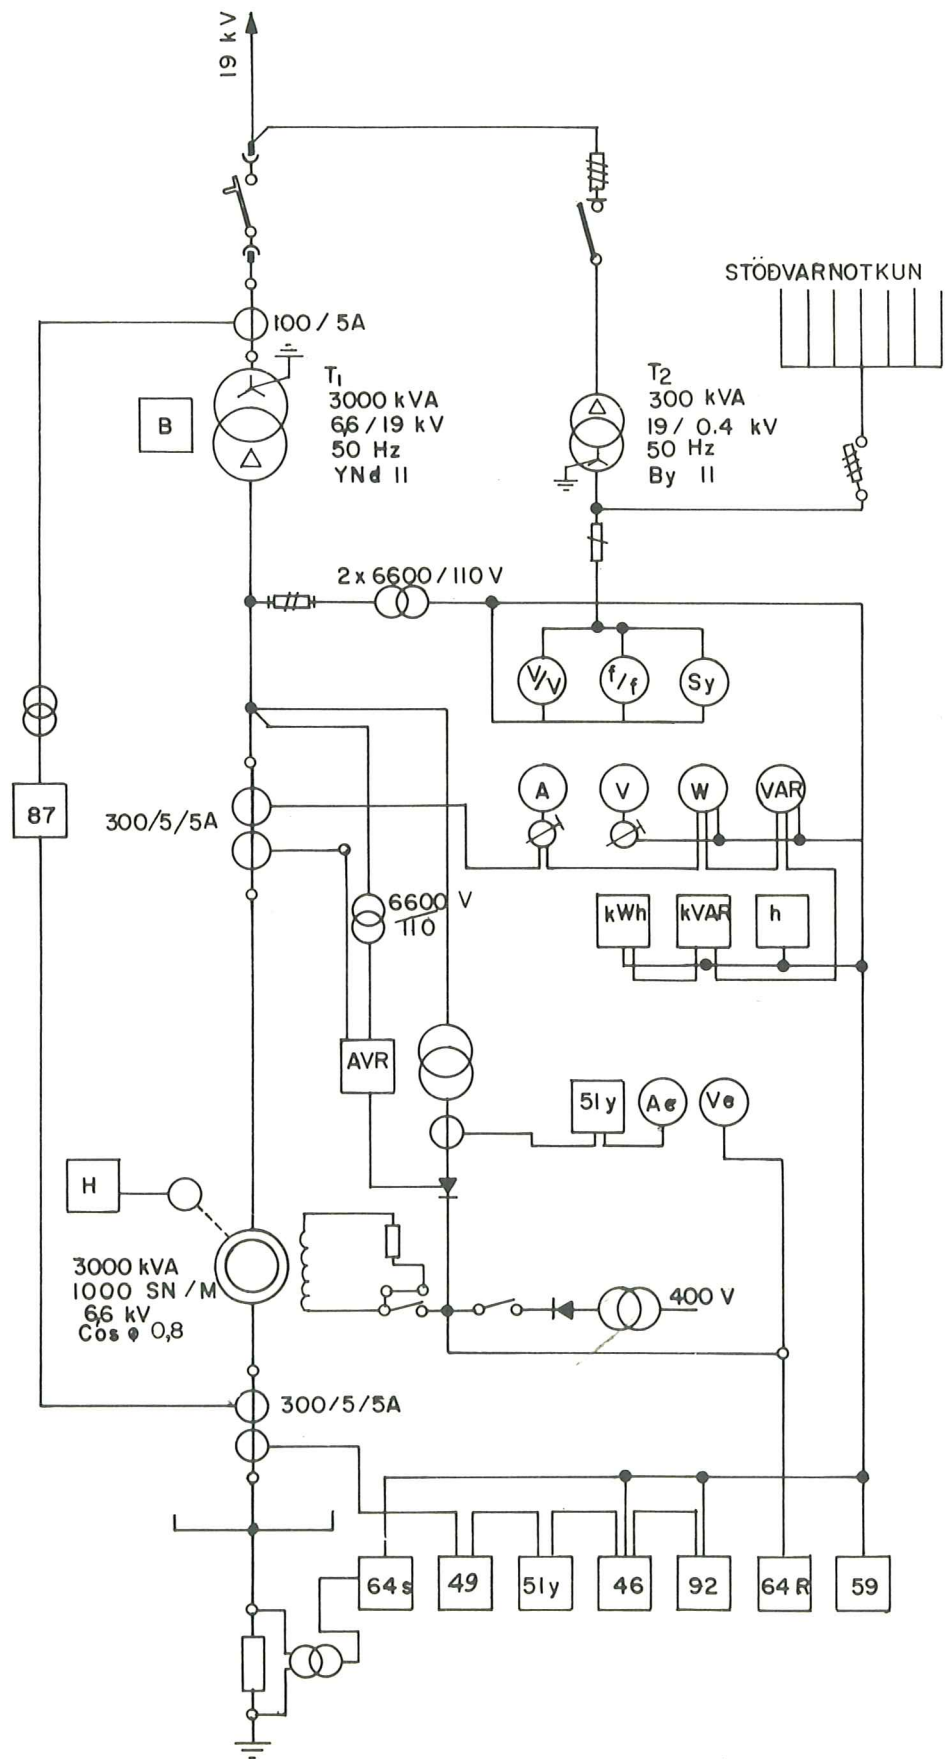 19 kV
STÖÐVARNOTKUN
100/5A
T1
3000 kVA
6,6/19 kV
50 Hz
YNd 11
B
T2
300 kVA
19/0.4 kV
50 Hz
By 11
2x6600/110 V
V/V
f/f
Sy
87
300/5/5A
A
V
W
VAR
6600 V
110
kWh
kVAR
h
AVR
51y
Ae
Ve
H
3000 kVA
1000 SN/M
6,6 kV
Cos φ 0,8
400 V
300/5/5A
64s
49
51y
46
92
64R
59